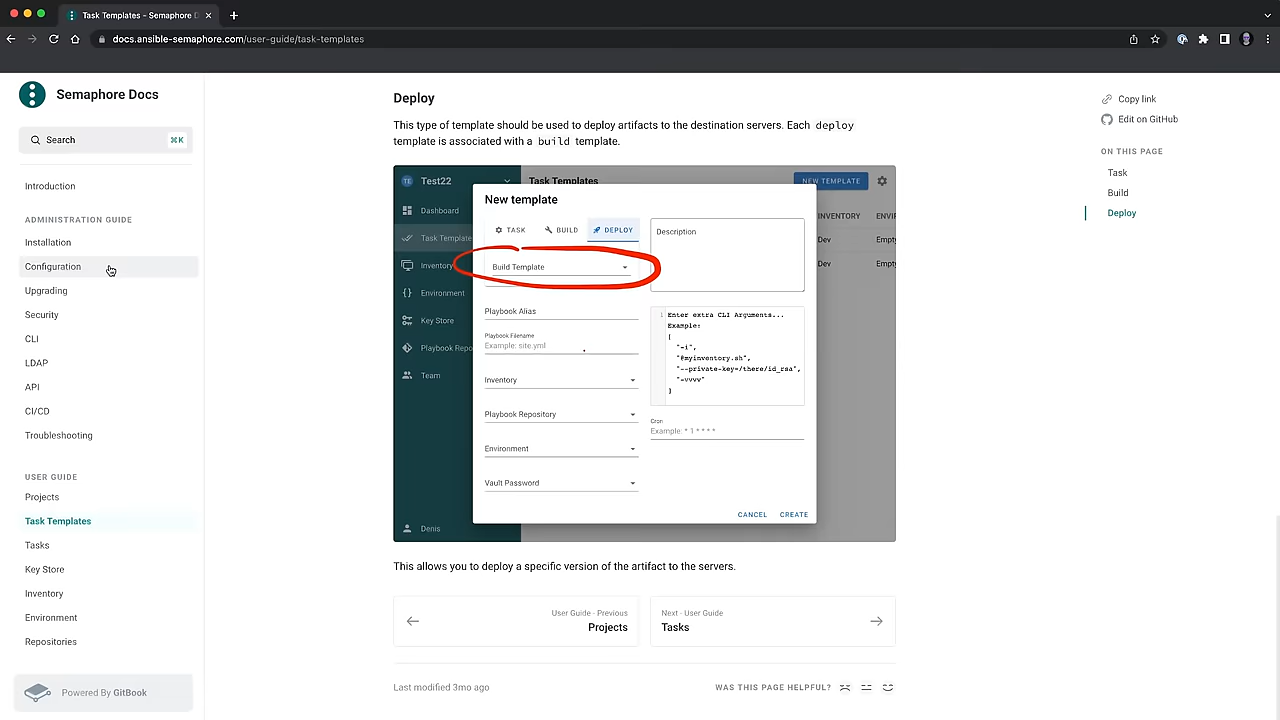 Task Templates - Semaphore D
docs.ansible-semaphore.com/user-guide/task-templates
Semaphore Docs
Search
⌘K
Introduction
ADMINISTRATION GUIDE
Installation
Configuration
Upgrading
Security
CLI
LDAP
API
CI/CD
Troubleshooting
USER GUIDE
Projects
Task Templates
Tasks
Key Store
Inventory
Environment
Repositories
Powered By GitBook
Deploy
This type of template should be used to deploy artifacts to the destination servers. Each deploy
template is associated with a build template.
TE Test22
Dashboard
Task Template
Inventory
Environment
Key Store
Playbook Repo
Team
Denis
Task Templates
NEW TEMPLATE
INVENTORY ENVIR
Dev Empty
Dev Empty
New template
TASK BUILD DEPLOY
Build Template
Playbook Alias
Playbook Filename
Example: site.yml
Inventory
Playbook Repository
Environment
Vault Password
Description
1 Enter extra CLI Arguments...
Example:
[
"-i",
"@myinventory.sh",
"--private-key=/there/id_rsa",
"-vvvv"
]
Cron
Example: * 1 * * * *
CANCEL CREATE
This allows you to deploy a specific version of the artifact to the servers.
User Guide - Previous
Projects
Next - User Guide
Tasks
Last modified 3mo ago
WAS THIS PAGE HELPFUL?
Copy link
Edit on GitHub
ON THIS PAGE
Task
Build
Deploy